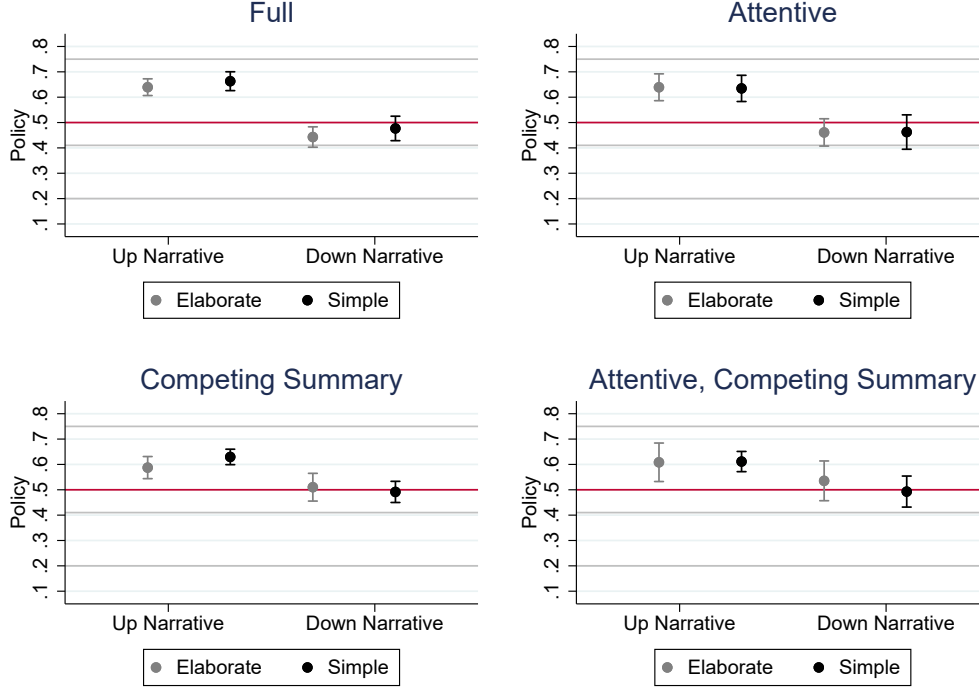 Full
Policy
.1 .2 .3 .4 .5 .6 .7 .8
Up Narrative Down Narrative
Elaborate Simple
Attentive
Policy
.1 .2 .3 .4 .5 .6 .7 .8
Up Narrative Down Narrative
Elaborate Simple
Competing Summary
Policy
.1 .2 .3 .4 .5 .6 .7 .8
Up Narrative Down Narrative
Elaborate Simple
Attentive, Competing Summary
Policy
.1 .2 .3 .4 .5 .6 .7 .8
Up Narrative Down Narrative
Elaborate Simple